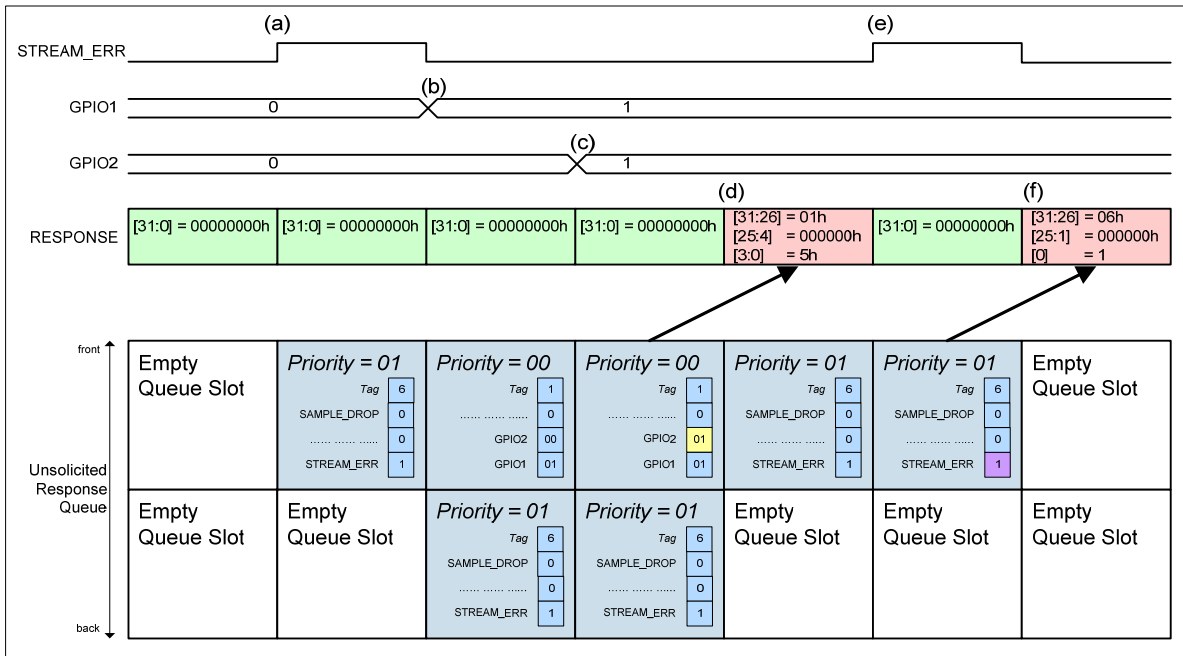 (a)
(e)
STREAM_ERR
(b)
GPIO1
0
1
(c)
GPIO2
0
1
(d)
(f)
RESPONSE
[31:0] = 00000000h
[31:0] = 00000000h
[31:0] = 00000000h
[31:0] = 00000000h
[31:26] = 01h
[25:4] = 000000h
[3:0] = 5h
[31:0] = 00000000h
[31:26] = 06h
[25:1] = 000000h
[0] = 1
Unsolicited
Response
Queue
front
back
Empty
Queue Slot
Priority = 01
Tag 6
SAMPLE_DROP 0
...... ...... ...... 0
STREAM_ERR 1
Priority = 00
Tag 1
...... ...... ...... 0
GPIO2 00
GPIO1 01
Priority = 00
Tag 1
...... ...... ...... 0
GPIO2 01
GPIO1 01
Priority = 01
Tag 6
SAMPLE_DROP 0
...... ...... ...... 0
STREAM_ERR 1
Priority = 01
Tag 6
SAMPLE_DROP 0
...... ...... ...... 0
STREAM_ERR 1
Empty
Queue Slot
Empty
Queue Slot
Empty
Queue Slot
Priority = 01
Tag 6
SAMPLE_DROP 0
...... ...... ...... 0
STREAM_ERR 1
Priority = 01
Tag 6
SAMPLE_DROP 0
...... ...... ...... 0
STREAM_ERR 1
Empty
Queue Slot
Empty
Queue Slot
Empty
Queue Slot